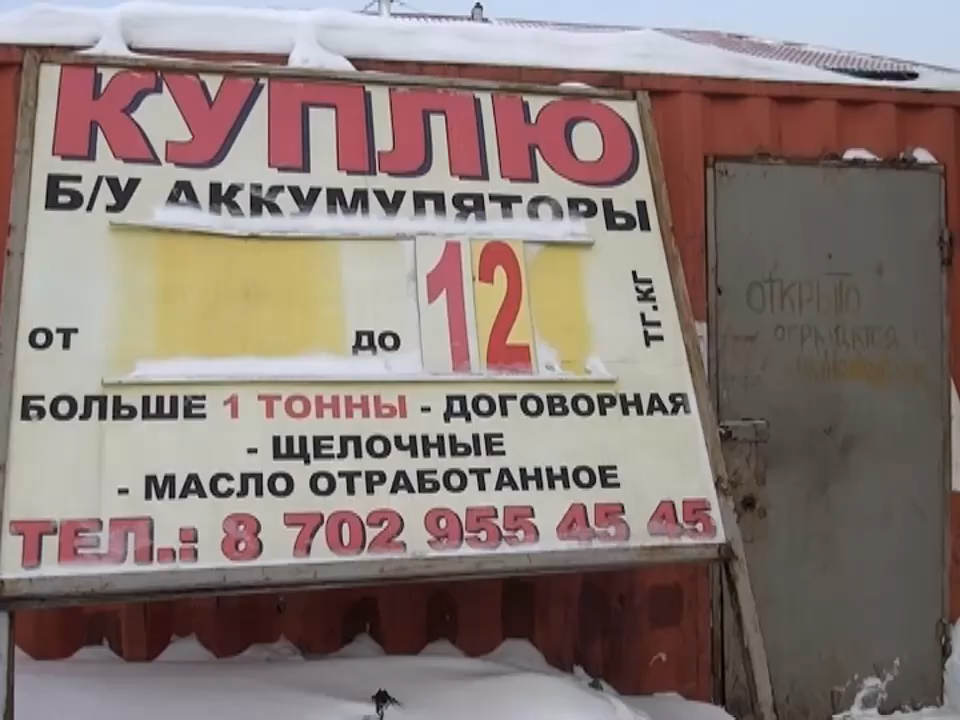 КУПЛЮ
Б/У АККУМУЛЯТОРЫ
ОТ ДО 12 ТГ.КГ
БОЛЬШЕ 1 ТОННЫ - ДОГОВОРНАЯ
- ЩЕЛОЧНЫЕ
- МАСЛО ОТРАБОТАННОЕ
ТЕЛ.: 8 702 955 45 45
ОТКРЫТО